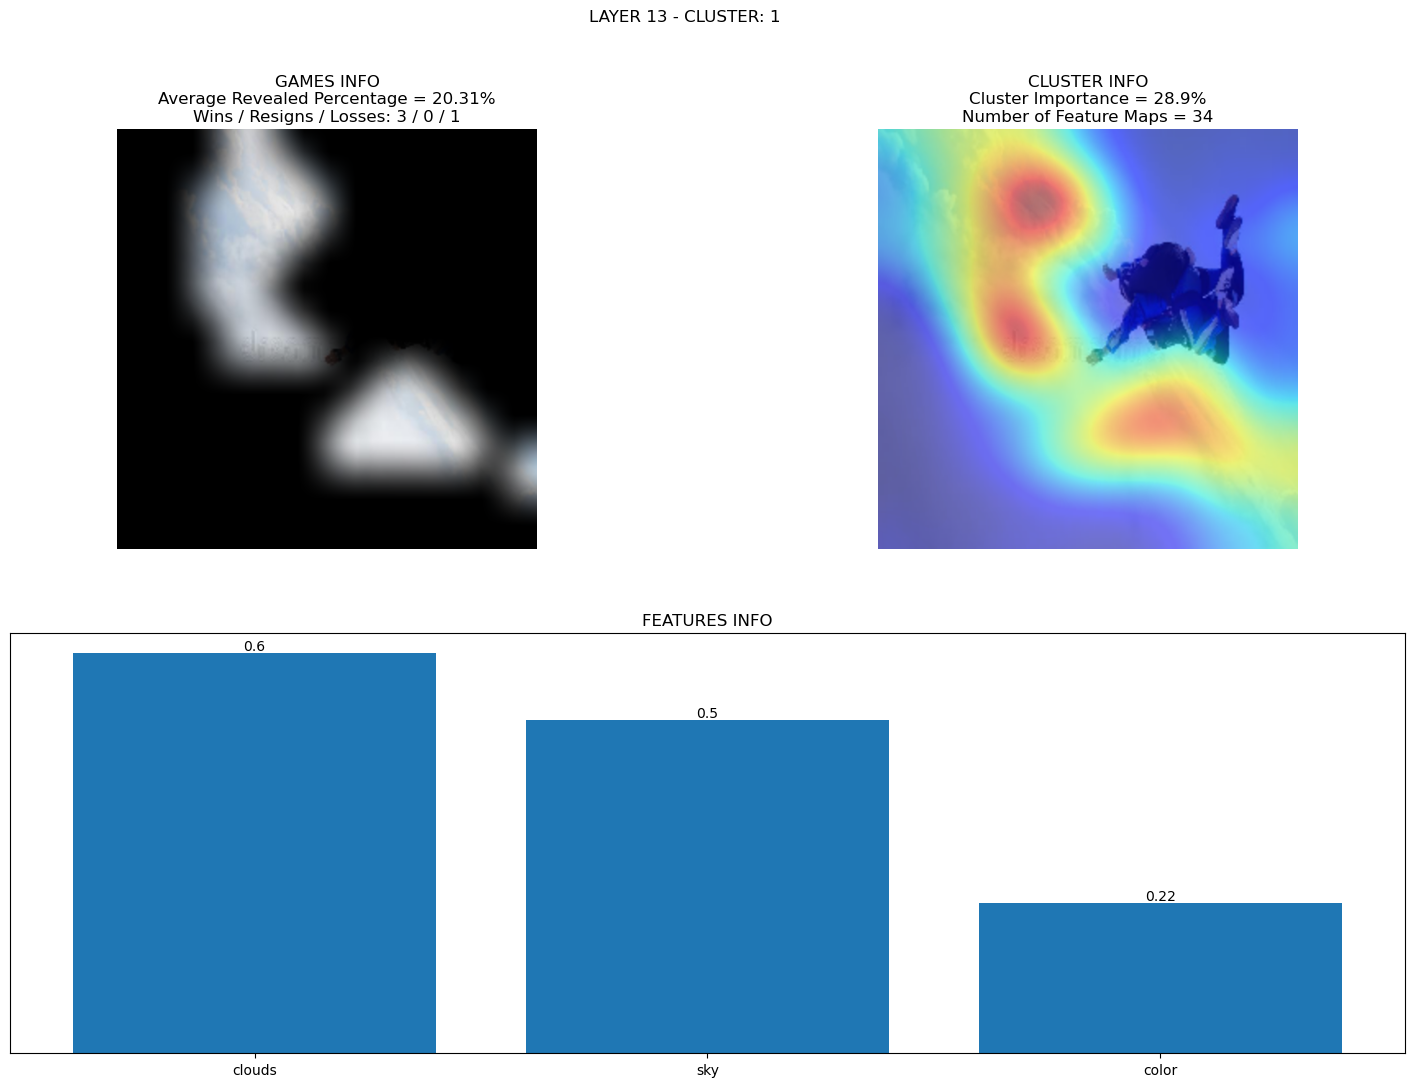 LAYER 13 - CLUSTER: 1
GAMES INFO
Average Revealed Percentage = 20.31%
Wins / Resigns / Losses: 3 / 0 / 1
CLUSTER INFO
Cluster Importance = 28.9%
Number of Feature Maps = 34
FEATURES INFO
0.6
0.5
0.22
clouds
sky
color